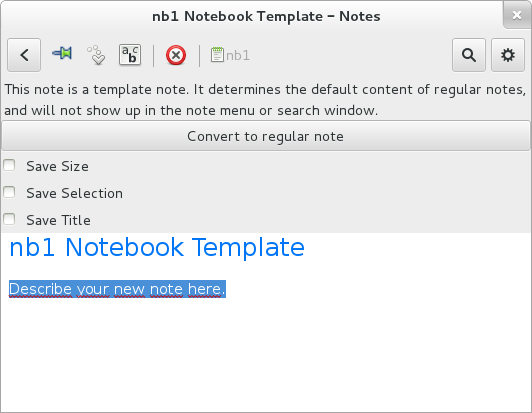 nb1 Notebook Template – Notes
nb1
This note is a template note. It determines the default content of regular notes,
and will not show up in the note menu or search window.
Convert to regular note
Save Size
Save Selection
Save Title
nb1 Notebook Template
Describe your new note here.